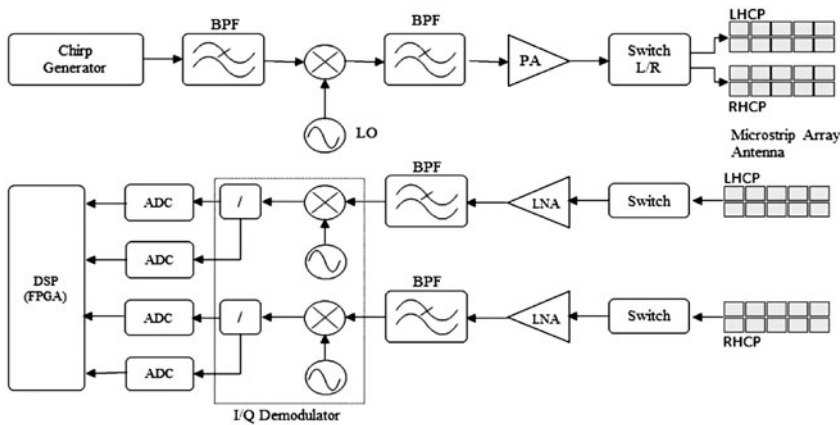 BPF
BPF
LHCP
Chirp
Generator
PA
Switch
L/R
RHCP
LO
Microstrip Array
Antenna
BPF
LHCP
ADC
/
LNA
Switch
ADC
DSP
(FPGA)
BPF
ADC
/
LNA
Switch
RHCP
ADC
I/Q Demodulator